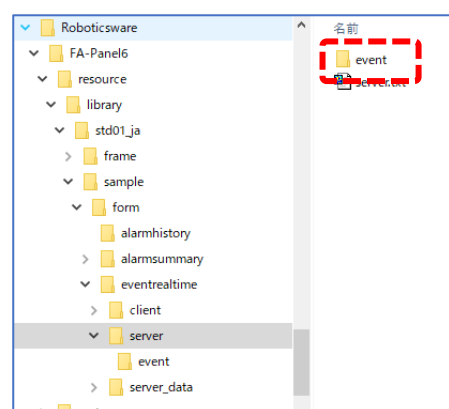 Roboticsware
FA-Panel6
resource
library
std01_ja
frame
sample
form
alarmhistory
alarmsummary
eventrealtime
client
server
event
server_data
名前
event
server.txt